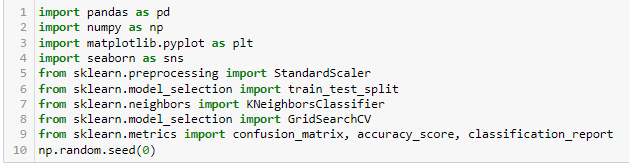 1 import pandas as pd
2 import numpy as np
3 import matplotlib.pyplot as plt
4 import seaborn as sns
5 from sklearn.preprocessing import StandardScaler
6 from sklearn.model_selection import train_test_split
7 from sklearn.neighbors import KNeighborsClassifier
8 from sklearn.model_selection import GridSearchCV
9 from sklearn.metrics import confusion_matrix, accuracy_score, classification_report
10 np.random.seed(0)